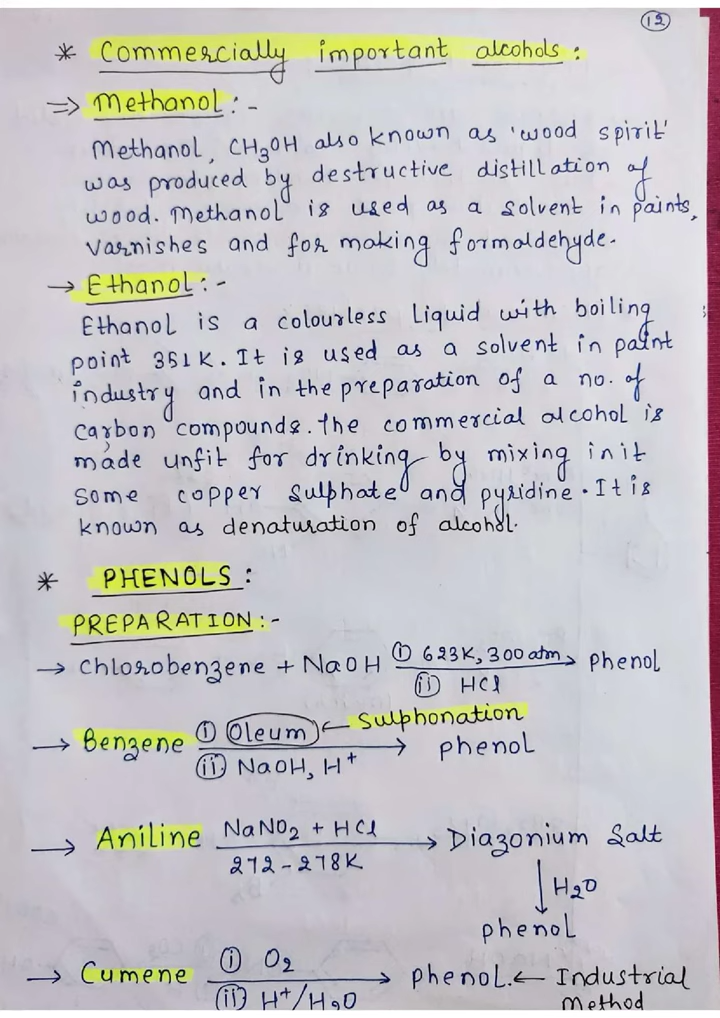 12
* Commercially important alcohols:
⇒ Methanol:-
Methanol, CH3OH also known as 'wood spirit'
was produced by destructive distillation of
wood. Methanol is used as a solvent in paints,
varnishes and for making formaldehyde.
→ Ethanol:-
Ethanol is a colourless liquid with boiling
point 351K. It is used as a solvent in paint
industry and in the preparation of a no. of
carbon compounds. the commercial alcohol is
made unfit for drinking by mixing in it
some copper sulphate and pyridine. It is
known as denaturation of alcohol.
* PHENOLS:
PREPARATION:-
→ Chlorobenzene + NaOH (i) 623K, 300 atm → phenol
(ii) HCl
→ Benzene (i) Oleum ← Sulphonation → phenol
(ii) NaOH, H+
→ Aniline NaNO2 + HCl → Diazonium Salt
272-278K
↓ H2O
phenol
→ Cumene (i) O2 → phenol. ← Industrial
(ii) H+/H2O Method